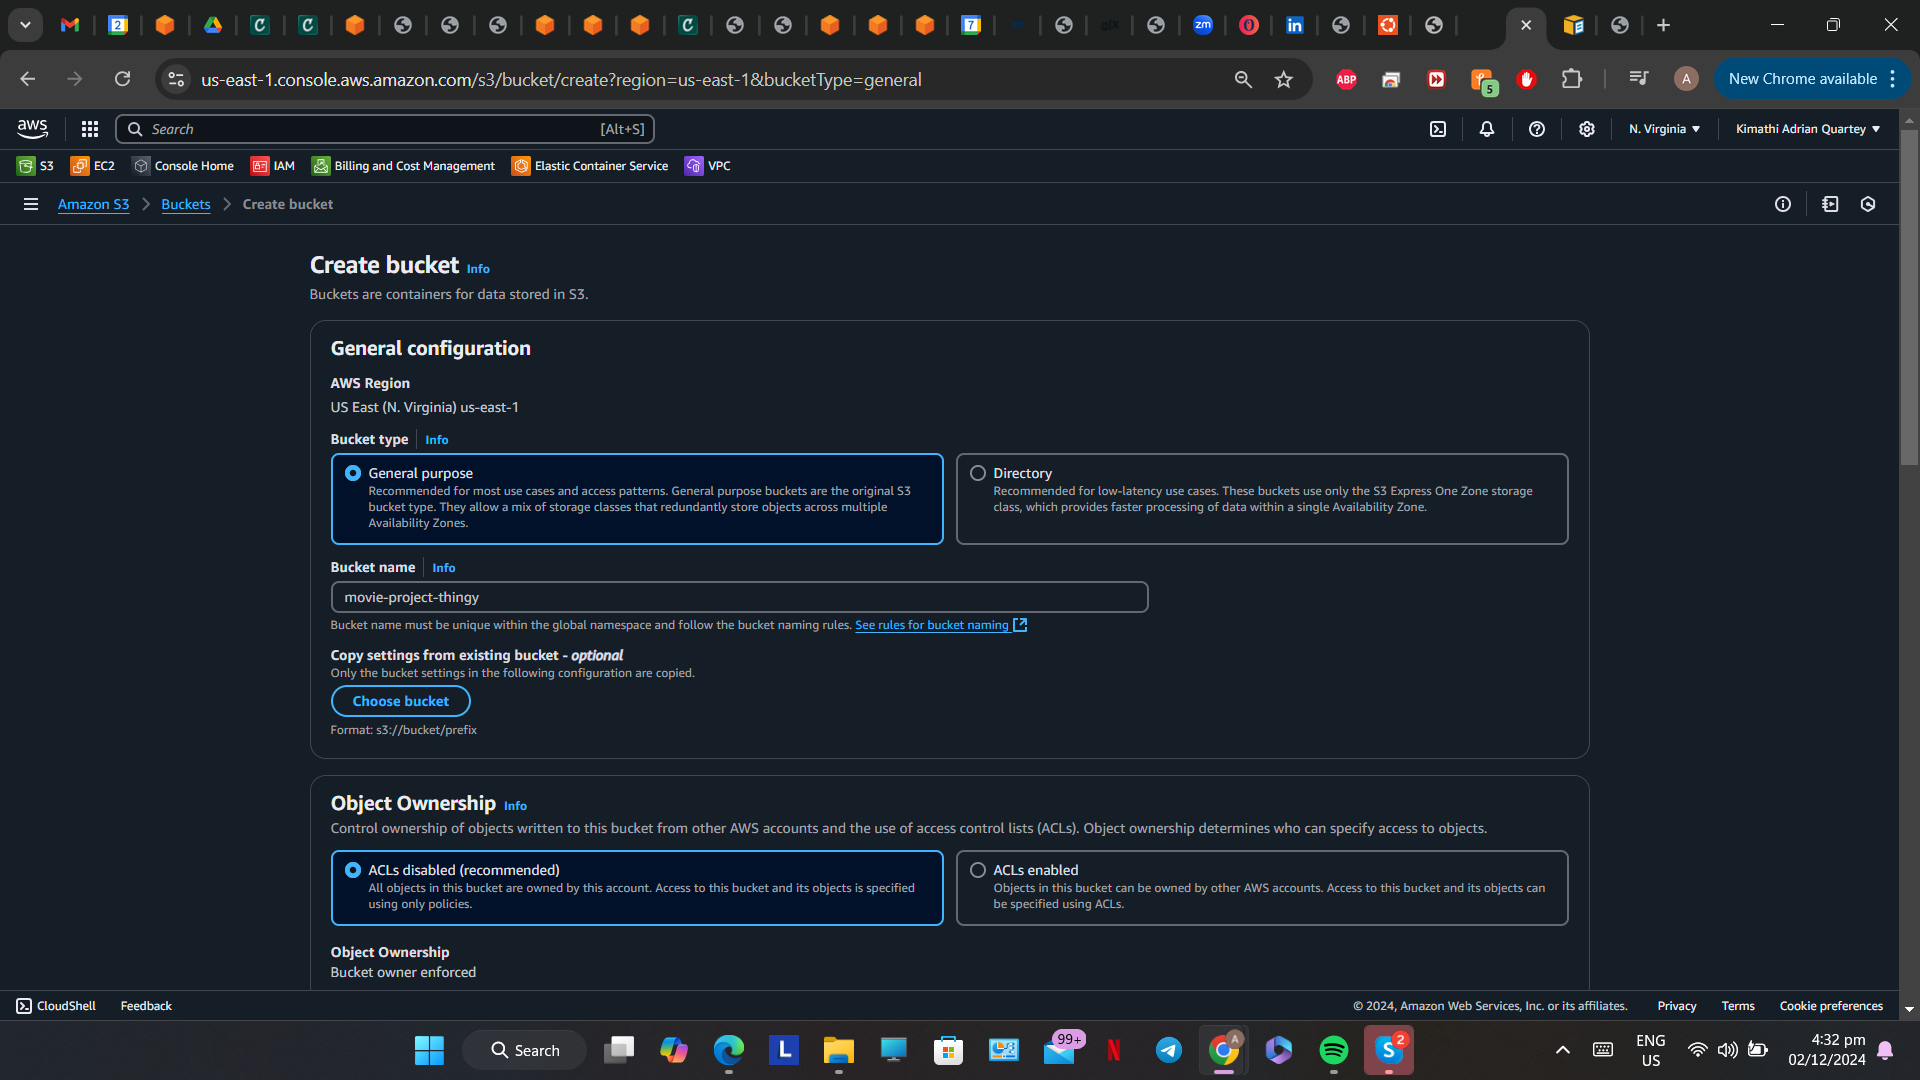 2
C
C
C
7
zm
in
us-east-1.console.aws.amazon.com/s3/bucket/create?region=us-east-1&bucketType=general
ABP
5
A
New Chrome available
aws
Search
[Alt+S]
N. Virginia
Kimathi Adrian Quartey
S3
EC2
Console Home
IAM
Billing and Cost Management
Elastic Container Service
VPC
Amazon S3
Buckets
Create bucket
Create bucket Info
Buckets are containers for data stored in S3.
General configuration
AWS Region
US East (N. Virginia) us-east-1
Bucket type Info
General purpose
Recommended for most use cases and access patterns. General purpose buckets are the original S3
bucket type. They allow a mix of storage classes that redundantly store objects across multiple
Availability Zones.
Directory
Recommended for low-latency use cases. These buckets use only the S3 Express One Zone storage
class, which provides faster processing of data within a single Availability Zone.
Bucket name Info
movie-project-thingy
Bucket name must be unique within the global namespace and follow the bucket naming rules. See rules for bucket naming
Copy settings from existing bucket - optional
Only the bucket settings in the following configuration are copied.
Choose bucket
Format: s3://bucket/prefix
Object Ownership Info
Control ownership of objects written to this bucket from other AWS accounts and the use of access control lists (ACLs). Object ownership determines who can specify access to objects.
ACLs disabled (recommended)
All objects in this bucket are owned by this account. Access to this bucket and its objects is specified
using only policies.
ACLs enabled
Objects in this bucket can be owned by other AWS accounts. Access to this bucket and its objects can
be specified using ACLs.
Object Ownership
Bucket owner enforced
CloudShell
Feedback
© 2024, Amazon Web Services, Inc. or its affiliates.
Privacy
Terms
Cookie preferences
Search
L
99+
N
A
S
2
ENG
US
4:32 pm
02/12/2024